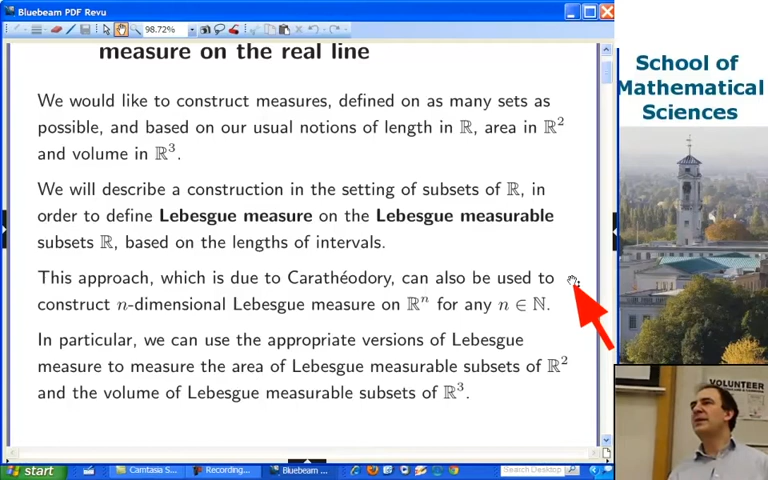 Bluebeam PDF Revu
98.72%
measure on the real line
We would like to construct measures, defined on as many sets as
possible, and based on our usual notions of length in ℝ, area in ℝ²
and volume in ℝ³.
We will describe a construction in the setting of subsets of ℝ, in
order to define Lebesgue measure on the Lebesgue measurable
subsets ℝ, based on the lengths of intervals.
This approach, which is due to Carathéodory, can also be used to
construct n-dimensional Lebesgue measure on ℝⁿ for any n ∈ ℕ.
In particular, we can use the appropriate versions of Lebesgue
measure to measure the area of Lebesgue measurable subsets of ℝ²
and the volume of Lebesgue measurable subsets of ℝ³.
School of
Mathematical
Sciences
VOLUNTEER
start
Camtasia S...
Recording...
Bluebeam ...
Search Desktop